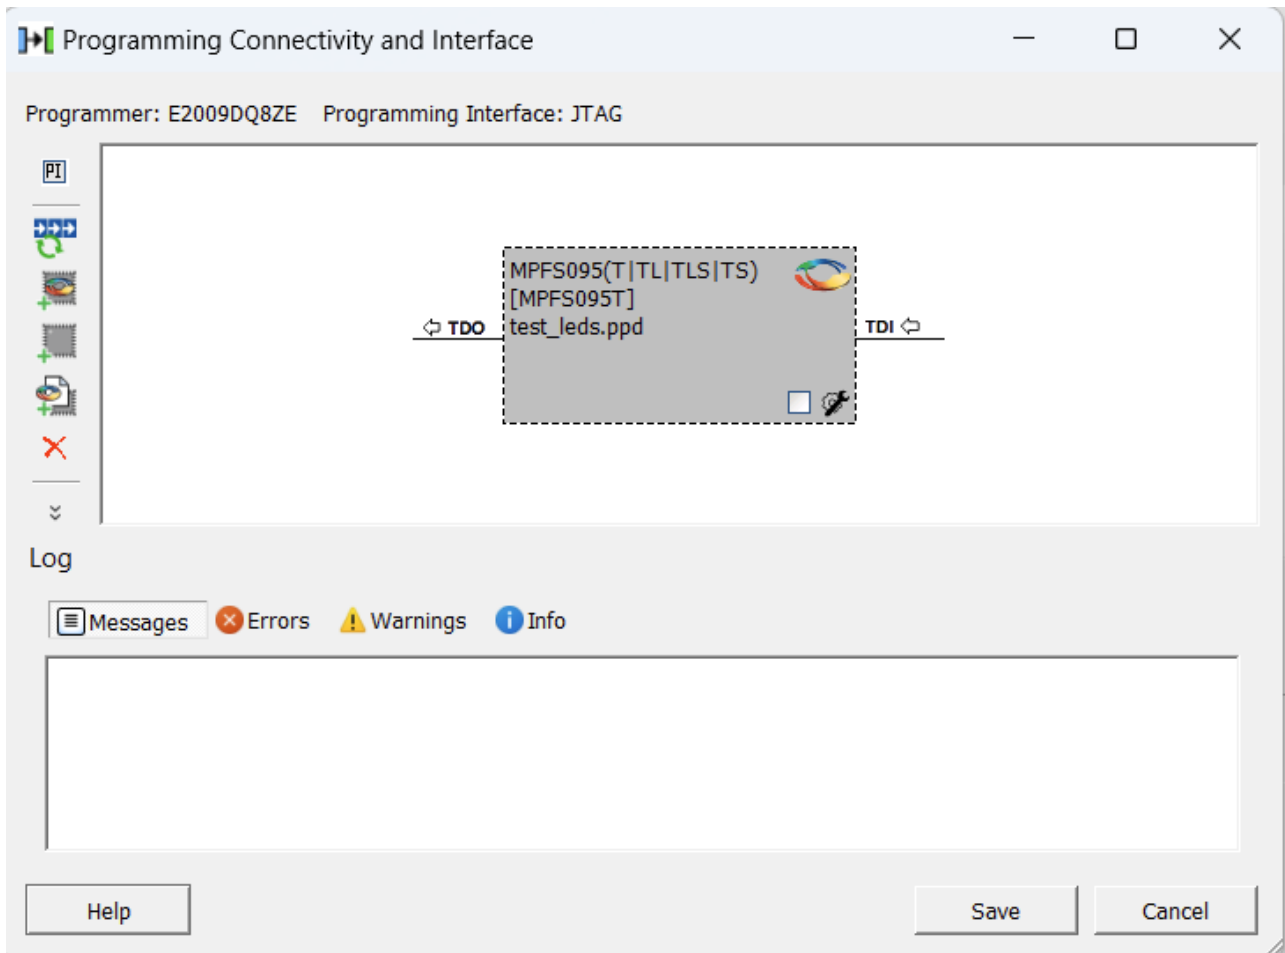 Programming Connectivity and Interface
Programmer: E2009DQ8ZE Programming Interface: JTAG
PI
MPFS095(T|TL|TLS|TS)
[MPFS095T]
test_leds.ppd
TDO
TDI
Log
Messages Errors Warnings Info
Help Save Cancel